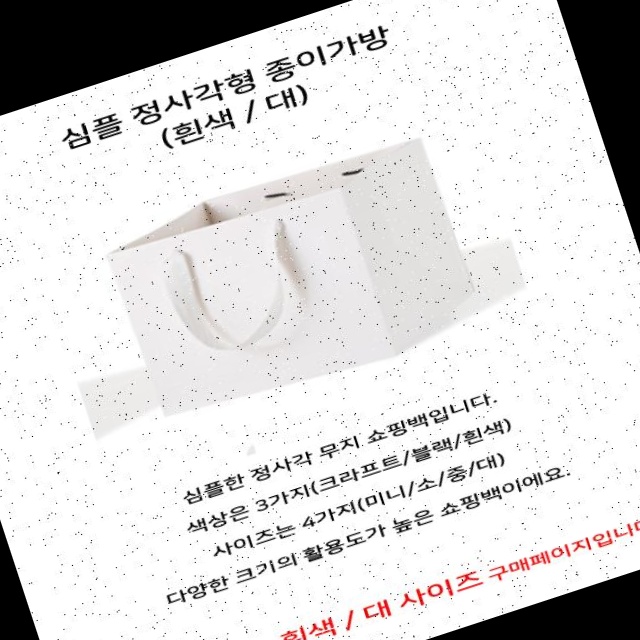 심플 정사각형 종이가방
(흰색 / 대)
심플한 정사각 무지 쇼핑백입니다.
색상은 3가지(크라프트/블랙/흰색)
사이즈는 4가지(미니/소/중/대)
다양한 크기의 활용도가 높은 쇼핑백이에요.
흰색 / 대 사이즈 구매페이지입니다